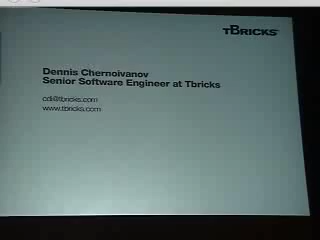 TBRICKS
Dennis Chernoivanov
Senior Software Engineer at Tbricks
cdi@tbricks.com
www.tbricks.com